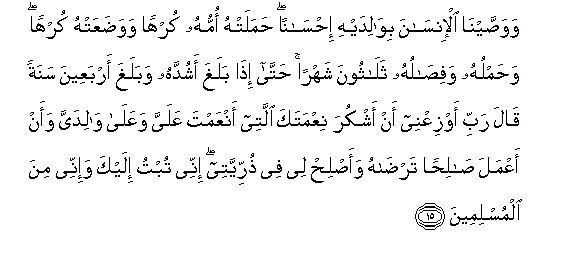 وَوَصَّيْنَا ٱلْإِنسَـٰنَ بِوَٰلِدَيْهِ إِحْسَـٰنًا ۖ حَمَلَتْهُ أُمُّهُۥ كُرْهًا وَوَضَعَتْهُ كُرْهًا ۖ
وَحَمْلُهُۥ وَفِصَـٰلُهُۥ ثَلَـٰثُونَ شَهْرًا ۚ حَتَّىٰٓ إِذَا بَلَغَ أَشُدَّهُۥ وَبَلَغَ أَرْبَعِينَ سَنَةً
قَالَ رَبِّ أَوْزِعْنِىٓ أَنْ أَشْكُرَ نِعْمَتَكَ ٱلَّتِىٓ أَنْعَمْتَ عَلَىَّ وَعَلَىٰ وَٰلِدَىَّ وَأَنْ
أَعْمَلَ صَـٰلِحًا تَرْضَىٰهُ وَأَصْلِحْ لِى فِى ذُرِّيَّتِىٓ ۖ إِنِّى تُبْتُ إِلَيْكَ وَإِنِّى مِنَ
ٱلْمُسْلِمِينَ ١٥